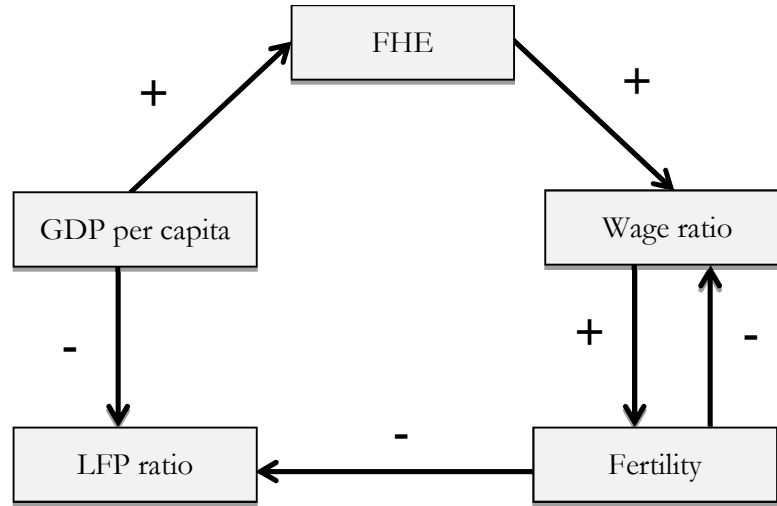 FHE
+
+
GDP per capita
Wage ratio
-
+
-
-
LFP ratio
Fertility